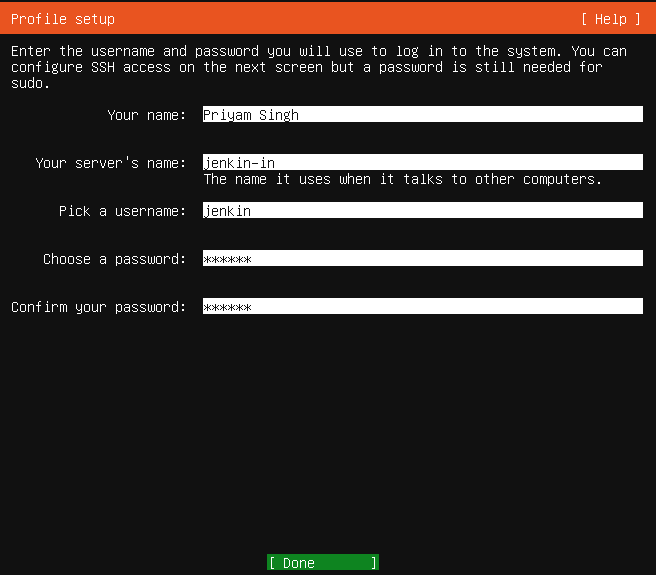 Profile setup [ Help ]
Enter the username and password you will use to log in to the system. You can
configure SSH access on the next screen but a password is still needed for
sudo.
Your name: Priyam Singh
Your server's name: jenkin-in
The name it uses when it talks to other computers.
Pick a username: jenkin
Choose a password: ******
Confirm your password: ******
[ Done ]